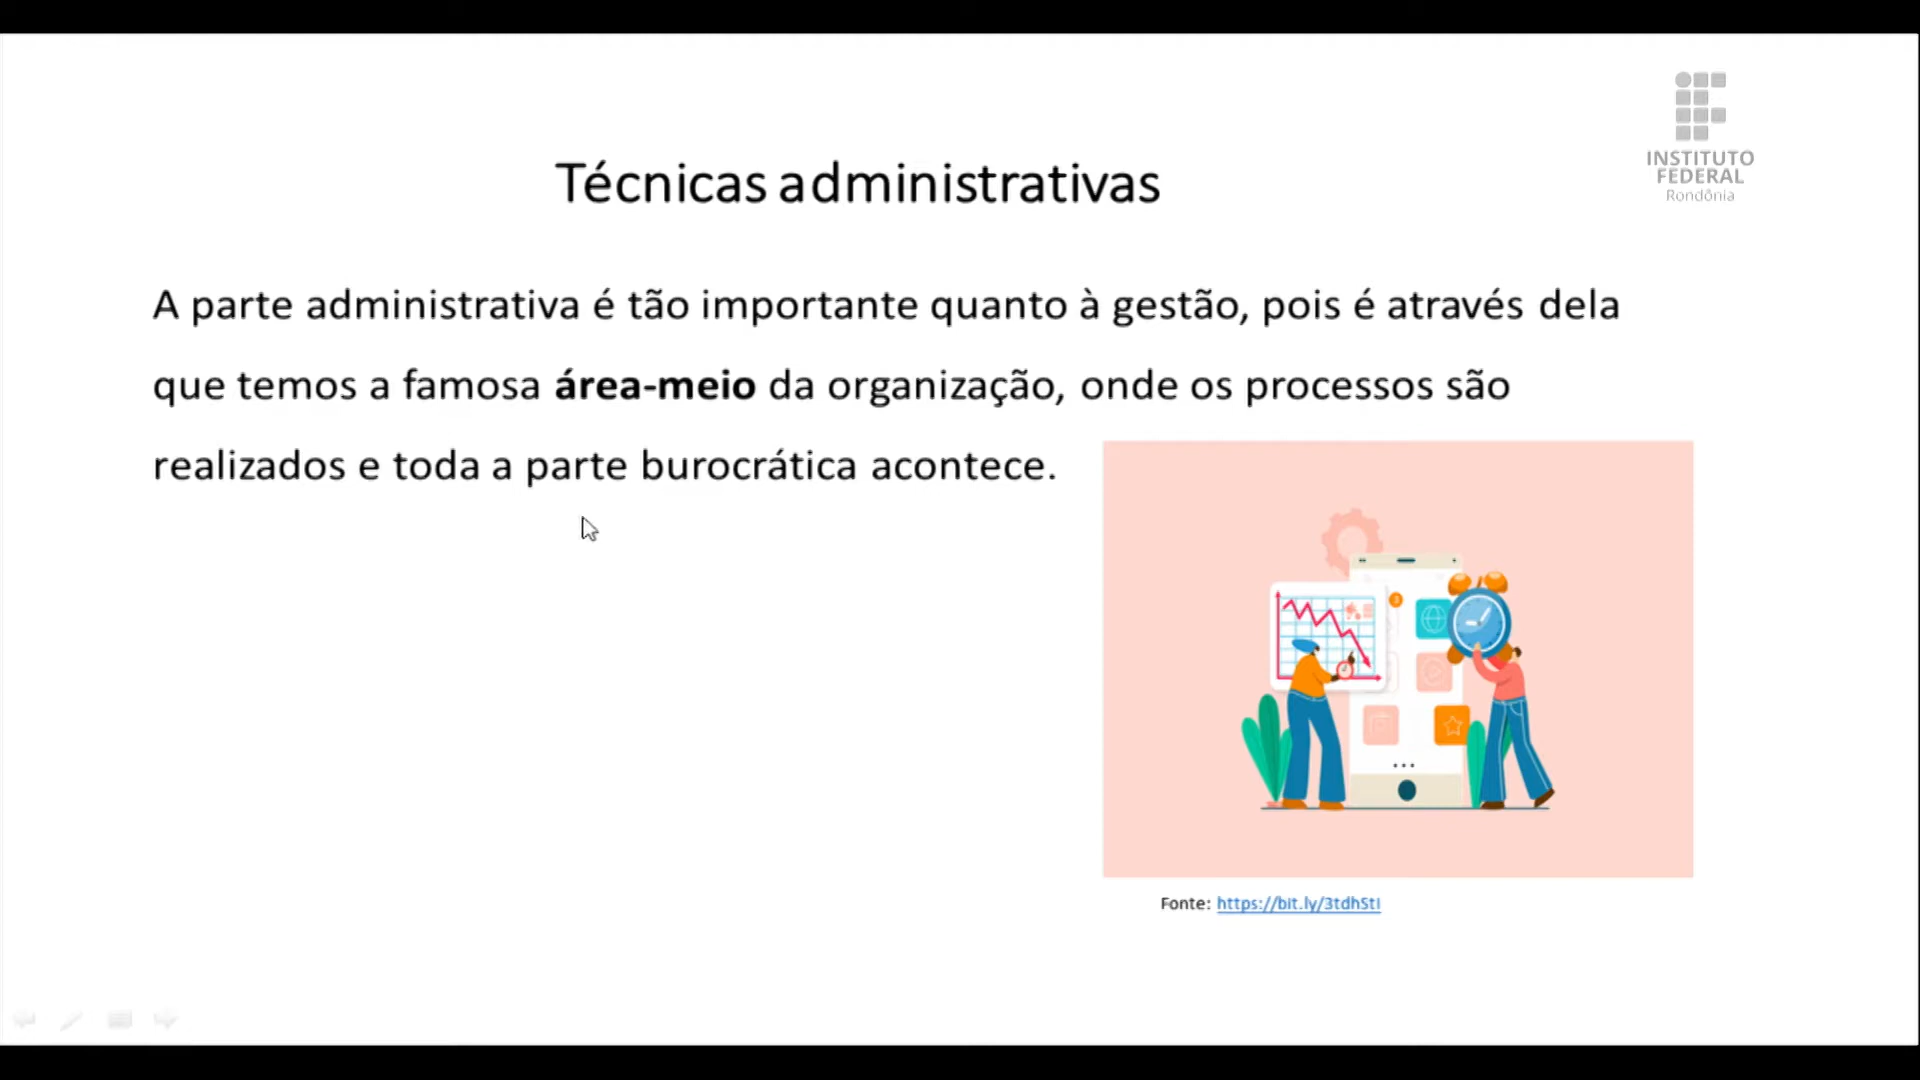 INSTITUTO
FEDERAL
Rondônia
Técnicas administrativas
A parte administrativa é tão importante quanto à gestão, pois é através dela
que temos a famosa área-meio da organização, onde os processos são
realizados e toda a parte burocrática acontece.
Fonte: https://bit.ly/3tdhStI